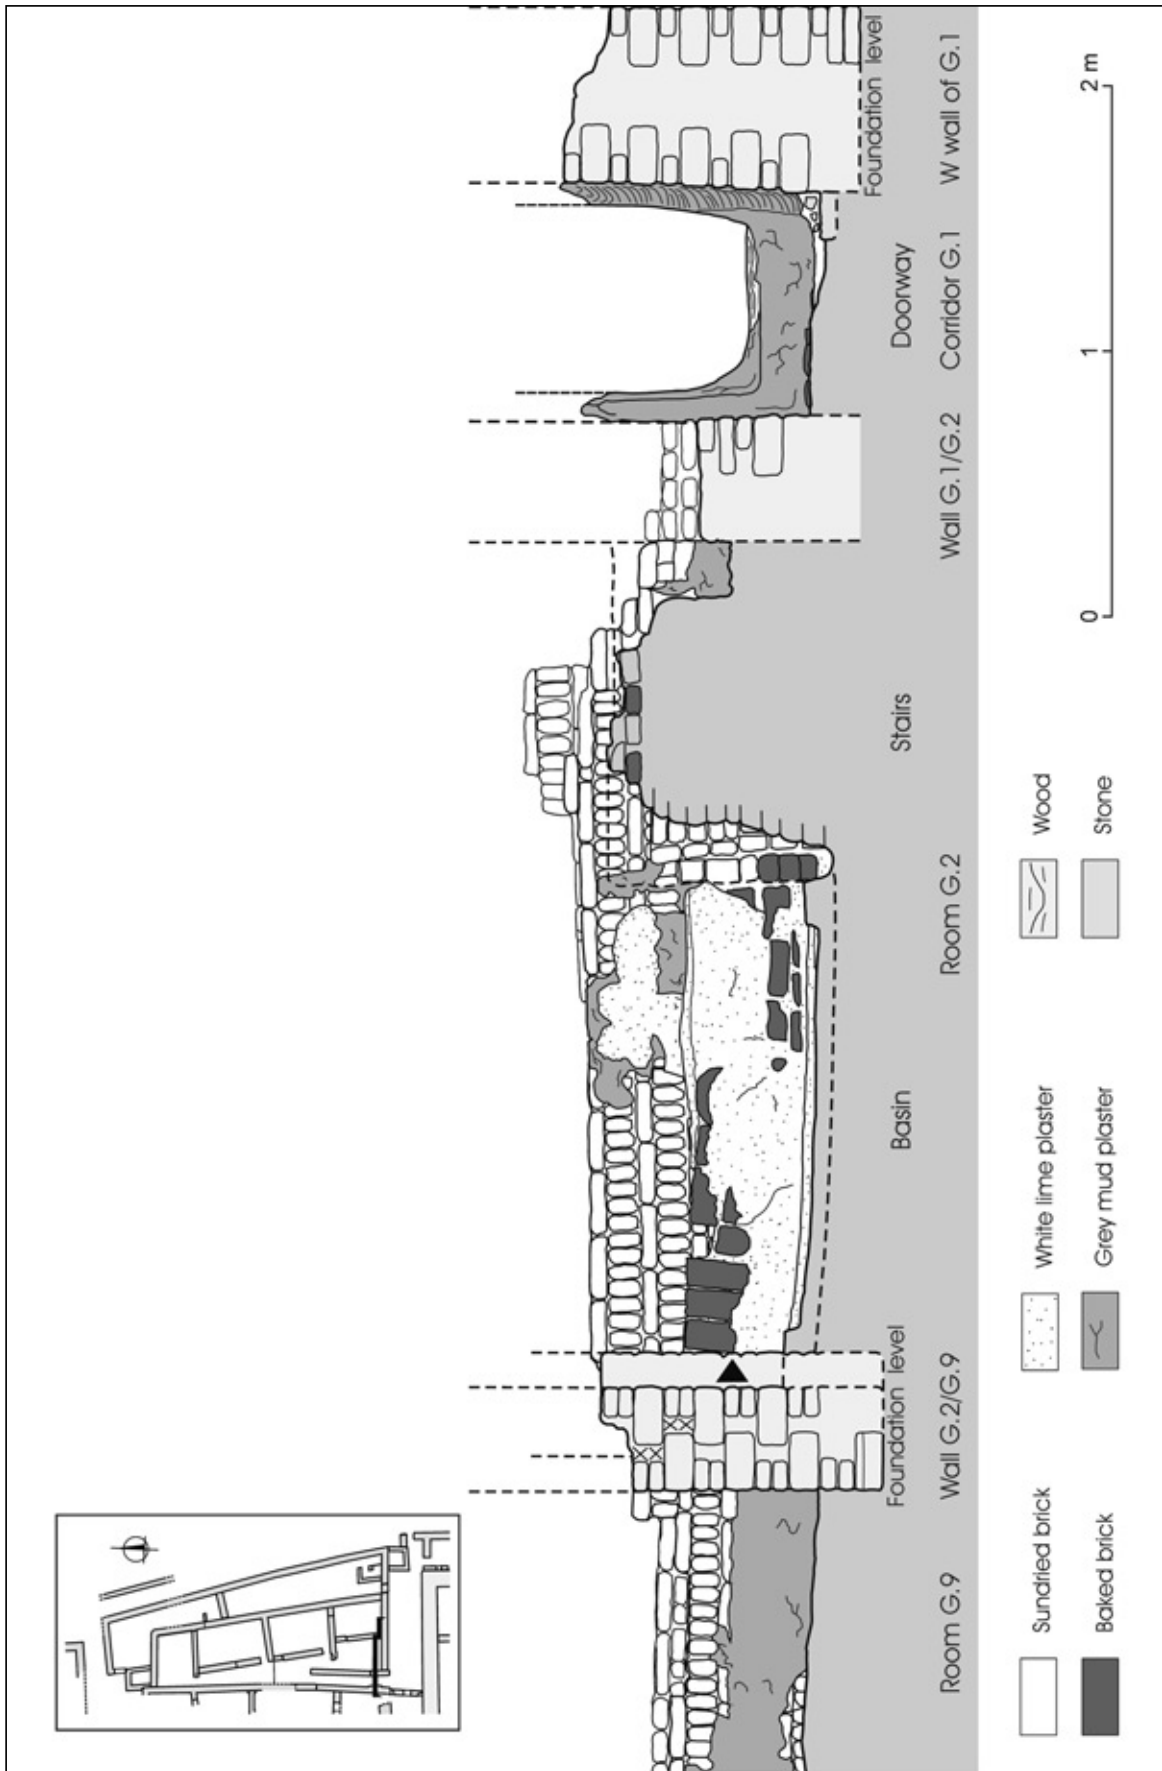 Foundation level
Foundation level
Doorway
Stairs
Basin
Room G.9
Wall G.2/G.9
Room G.2
Wall G.1/G.2
Corridor G.1
W wall of G.1
Sundried brick
White lime plaster
Wood
Baked brick
Grey mud plaster
Stone
0
1
2 m